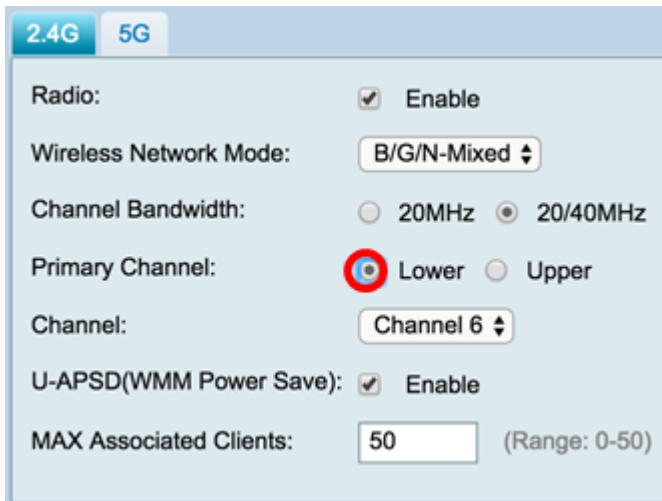 2.4G 5G
Radio: Enable
Wireless Network Mode: B/G/N-Mixed
Channel Bandwidth: 20MHz 20/40MHz
Primary Channel: Lower Upper
Channel: Channel 6
U-APSD(WMM Power Save): Enable
MAX Associated Clients: 50 (Range: 0-50)